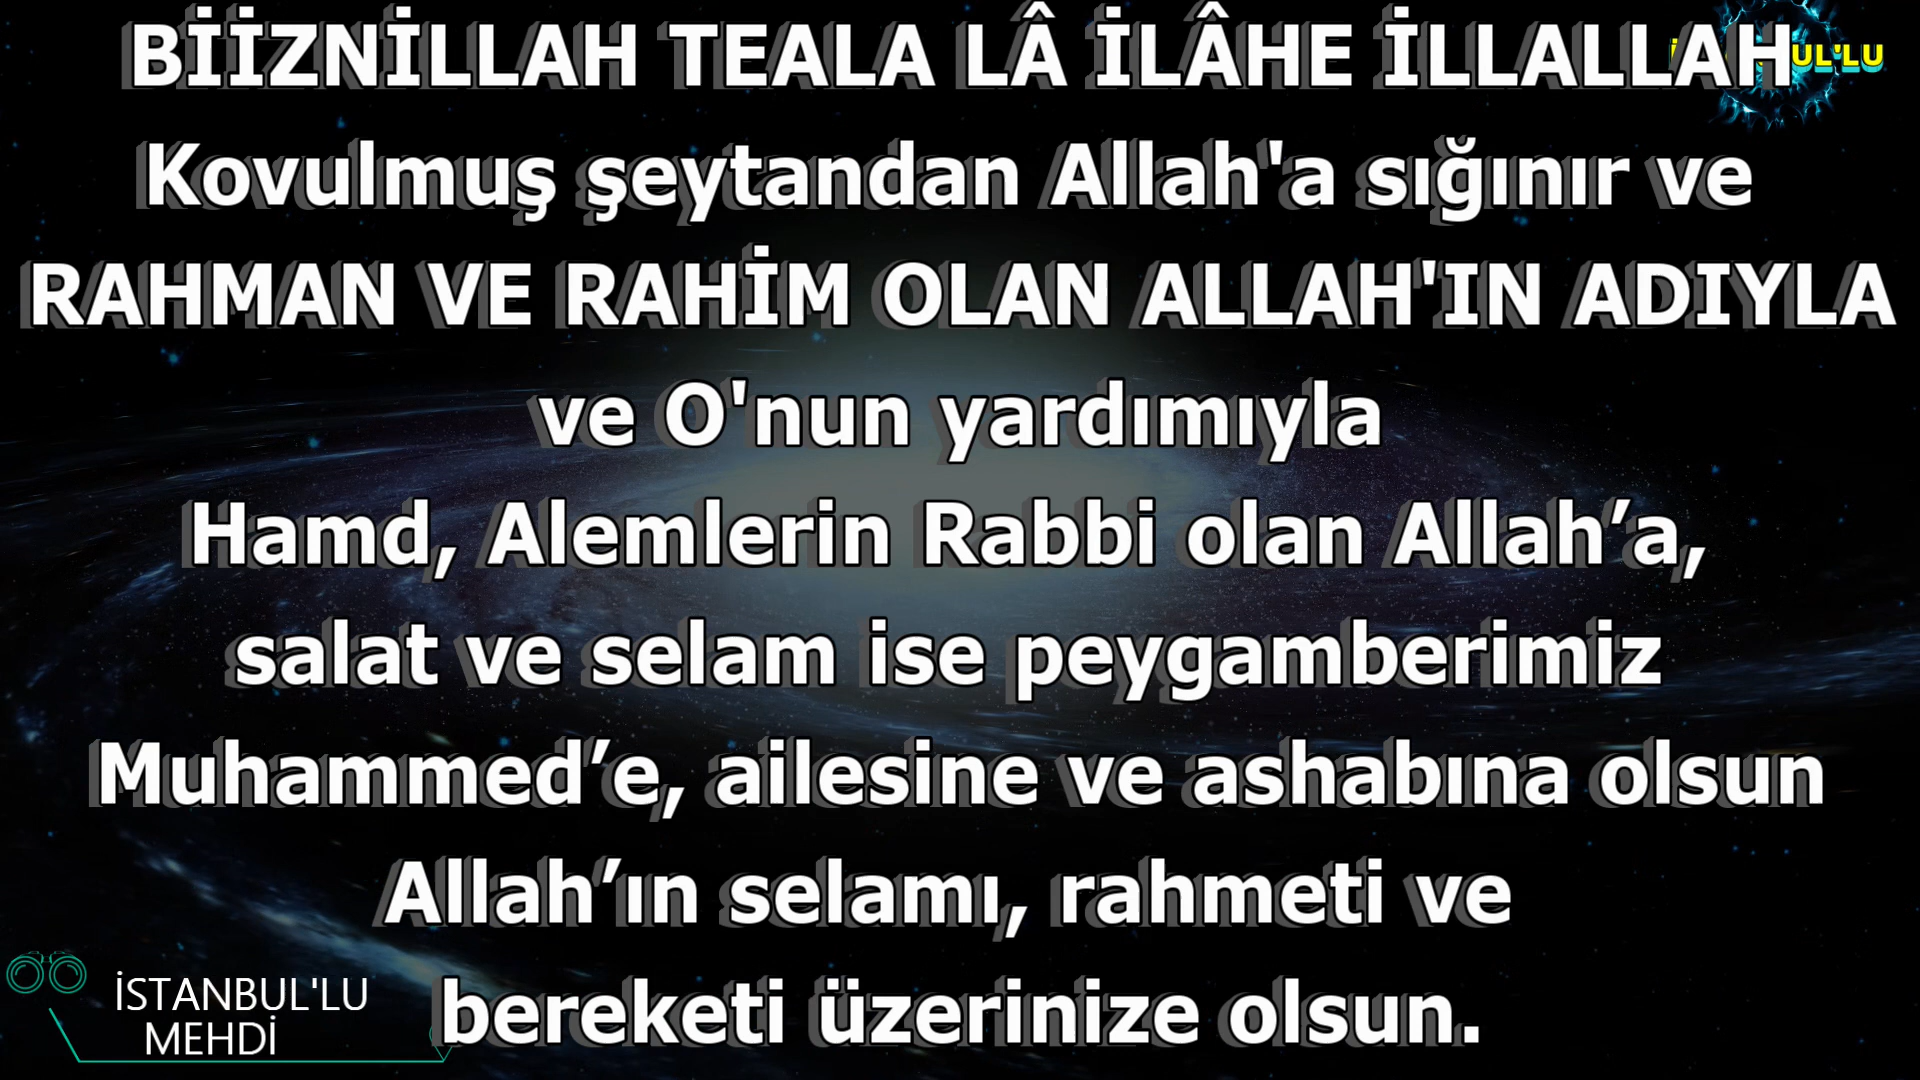 BİİZNİLLAH TEALA LÂ İLÂHE İLLALLAH
UL'LU
Kovulmuş şeytandan Allah'a sığınır ve
RAHMAN VE RAHİM OLAN ALLAH'IN ADIYLA
ve O'nun yardımıyla
Hamd, Alemlerin Rabbi olan Allah’a,
salat ve selam ise peygamberimiz
Muhammed’e, ailesine ve ashabına olsun
Allah’ın selamı, rahmeti ve
bereketi üzerinize olsun.
İSTANBUL'LU
MEHDİ